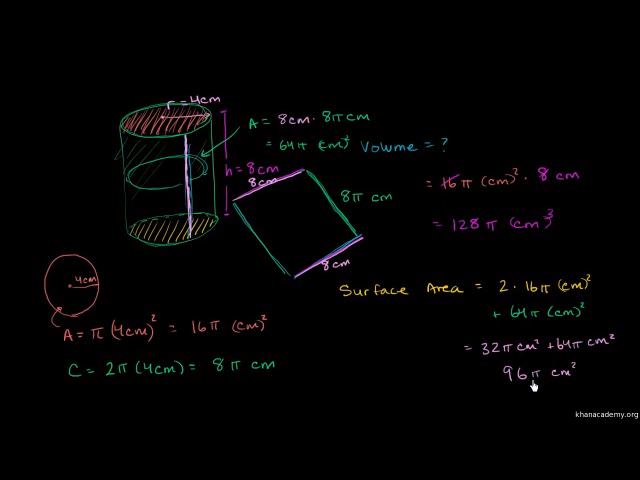 r = 4cm
A = 8cm · 8π cm
= 64π (cm)²
Volume = ?
h = 8cm
8cm
8π cm
8cm
= 16π (cm)² · 8 cm
= 128π (cm)³
4cm
A = π(4cm)² = 16π (cm)²
C = 2π(4cm) = 8π cm
Surface Area = 2 · 16π (cm)²
+ 64π (cm)²
= 32π cm² + 64π cm²
96π cm²
khanacademy.org